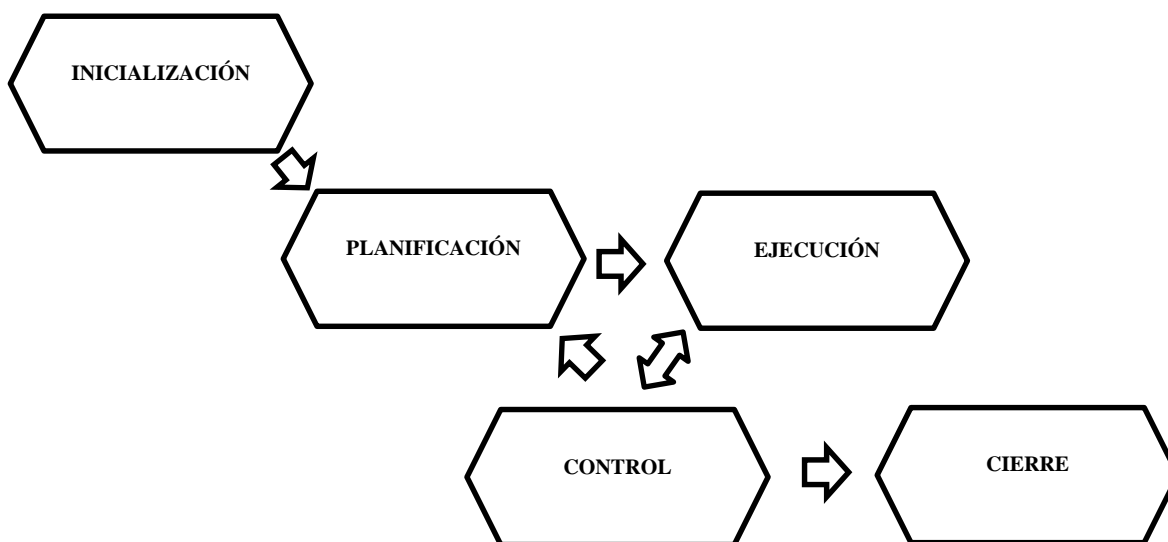 INICIALIZACIÓN
PLANIFICACIÓN
EJECUCIÓN
CONTROL
CIERRE